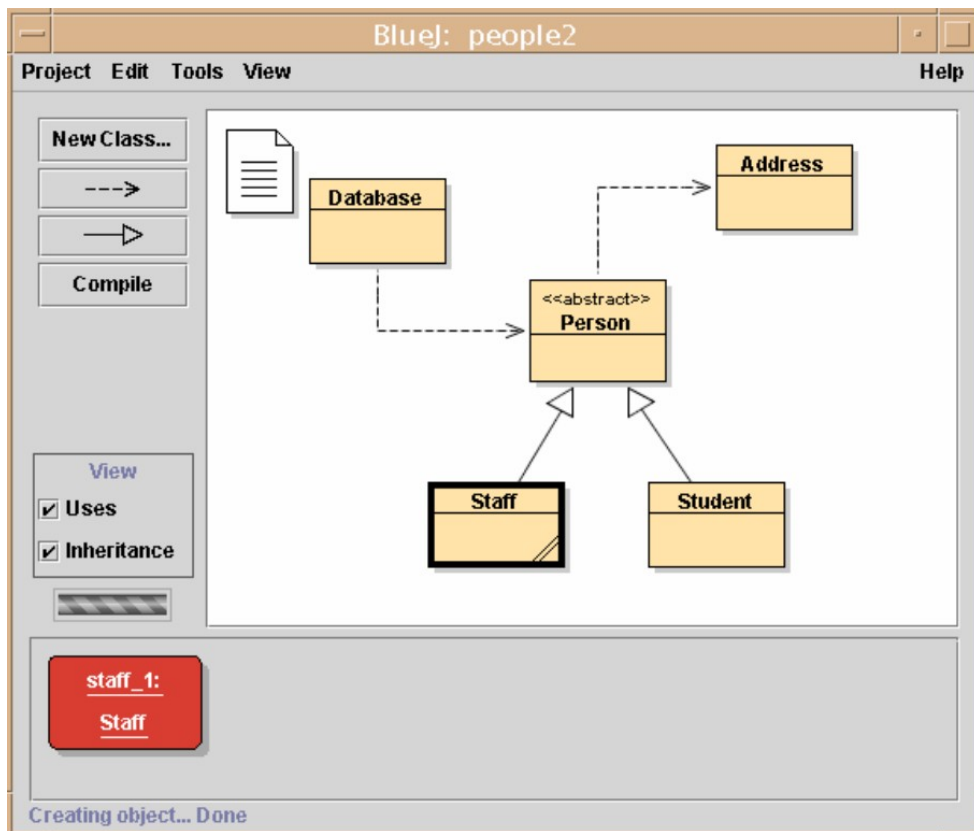 BlueJ: people2
Project Edit Tools View Help
New Class...
Compile
Database
Address
<<abstract>>
Person
Staff
Student
View
Uses
Inheritance
staff_1:
Staff
Creating object... Done